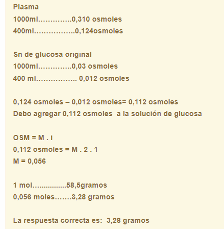 Plasma
1000ml..............0,310 osmoles
400ml.................0,124osmoles
Sn de glucosa original
1000ml..............0,03 osmoles
400 ml................ 0,012 osmoles
0,124 osmoles – 0,012 osmoles= 0,112 osmoles
Debo agregar 0,112 osmoles a la solución de glucosa
OSM = M . i
0,112 osmoles = M . 2 . 1
M = 0,056
1 mol................58,5gramos
0,056 moles.......3,28 gramos
La respuesta correcta es: 3,28 gramos